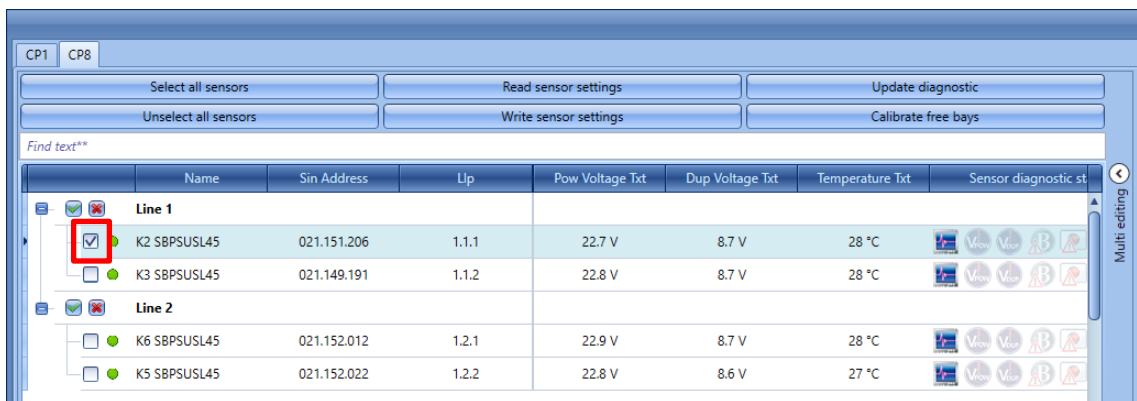 CP1 CP8
Select all sensors Read sensor settings Update diagnostic
Unselect all sensors Write sensor settings Calibrate free bays
Find text**
Name Sin Address Llp Pow Voltage Txt Dup Voltage Txt Temperature Txt Sensor diagnostic st
Multi editing
Line 1
K2 SBPSUSL45 021.151.206 1.1.1 22.7 V 8.7 V 28 °C
K3 SBPSUSL45 021.149.191 1.1.2 22.8 V 8.7 V 28 °C
Line 2
K6 SBPSUSL45 021.152.012 1.2.1 22.9 V 8.7 V 28 °C
K5 SBPSUSL45 021.152.022 1.2.2 22.8 V 8.6 V 27 °C